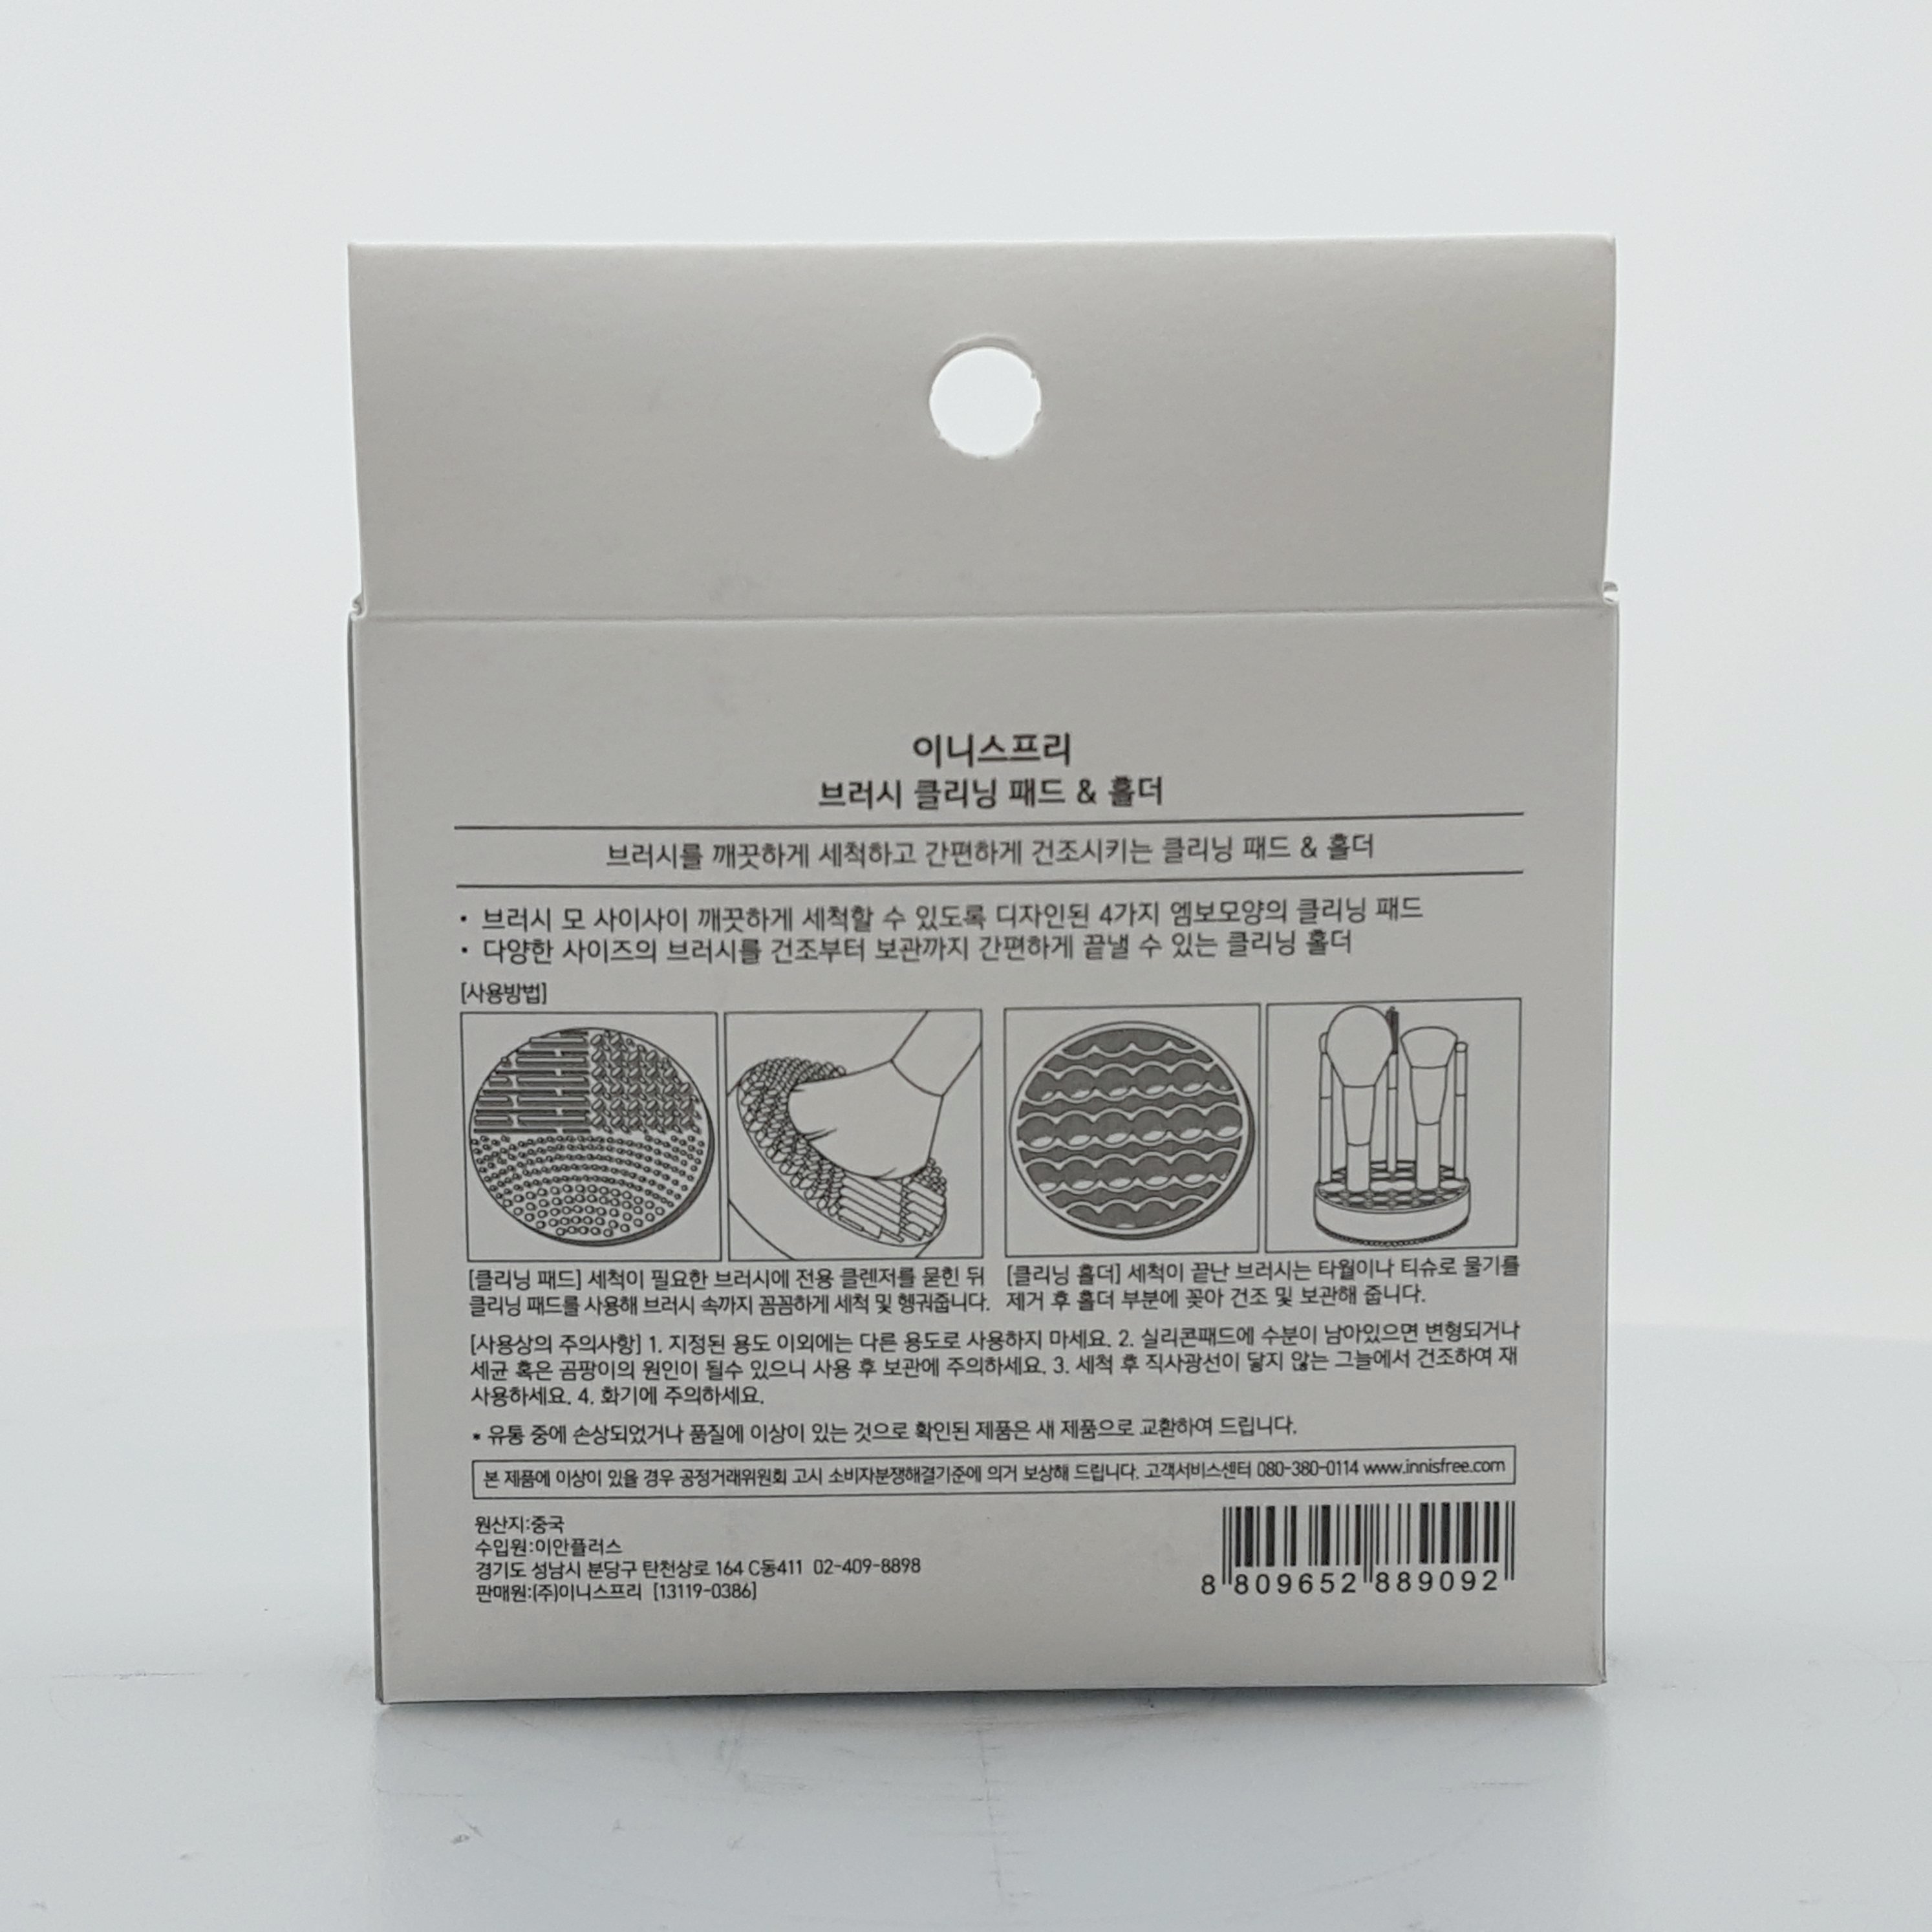 이니스프리
브러시 클리닝 패드 & 홀더
브러시를 깨끗하게 세척하고 간편하게 건조시키는 클리닝 패드 & 홀더
• 브러시 모 사이사이 깨끗하게 세척할 수 있도록 디자인된 4가지 엠보모양의 클리닝 패드
• 다양한 사이즈의 브러시를 건조부터 보관까지 간편하게 끝낼 수 있는 클리닝 홀더
[사용방법]
[클리닝 패드] 세척이 필요한 브러시에 전용 클렌저를 묻힌 뒤
클리닝 패드를 사용해 브러시 속까지 꼼꼼하게 세척 및 헹궈줍니다.
[클리닝 홀더] 세척이 끝난 브러시는 타월이나 티슈로 물기를
제거 후 홀더 부분에 꽂아 건조 및 보관해 줍니다.
[사용상의 주의사항] 1. 지정된 용도 이외에는 다른 용도로 사용하지 마세요. 2. 실리콘패드에 수분이 남아있으면 변형되거나
세균 혹은 곰팡이의 원인이 될수 있으니 사용 후 보관에 주의하세요. 3. 세척 후 직사광선이 닿지 않는 그늘에서 건조하여 재
사용하세요. 4. 화기에 주의하세요.
* 유통 중에 손상되었거나 품질에 이상이 있는 것으로 확인된 제품은 새 제품으로 교환하여 드립니다.
본 제품에 이상이 있을 경우 공정거래위원회 고시 소비자분쟁해결기준에 의거 보상해 드립니다. 고객서비스센터 080-380-0114 www.innisfree.com
원산지:중국
수입원:이안플러스
경기도 성남시 분당구 탄천상로 164 C동411 02-409-8898
판매원:(주)이니스프리 [13119-0386]
8 809652 889092